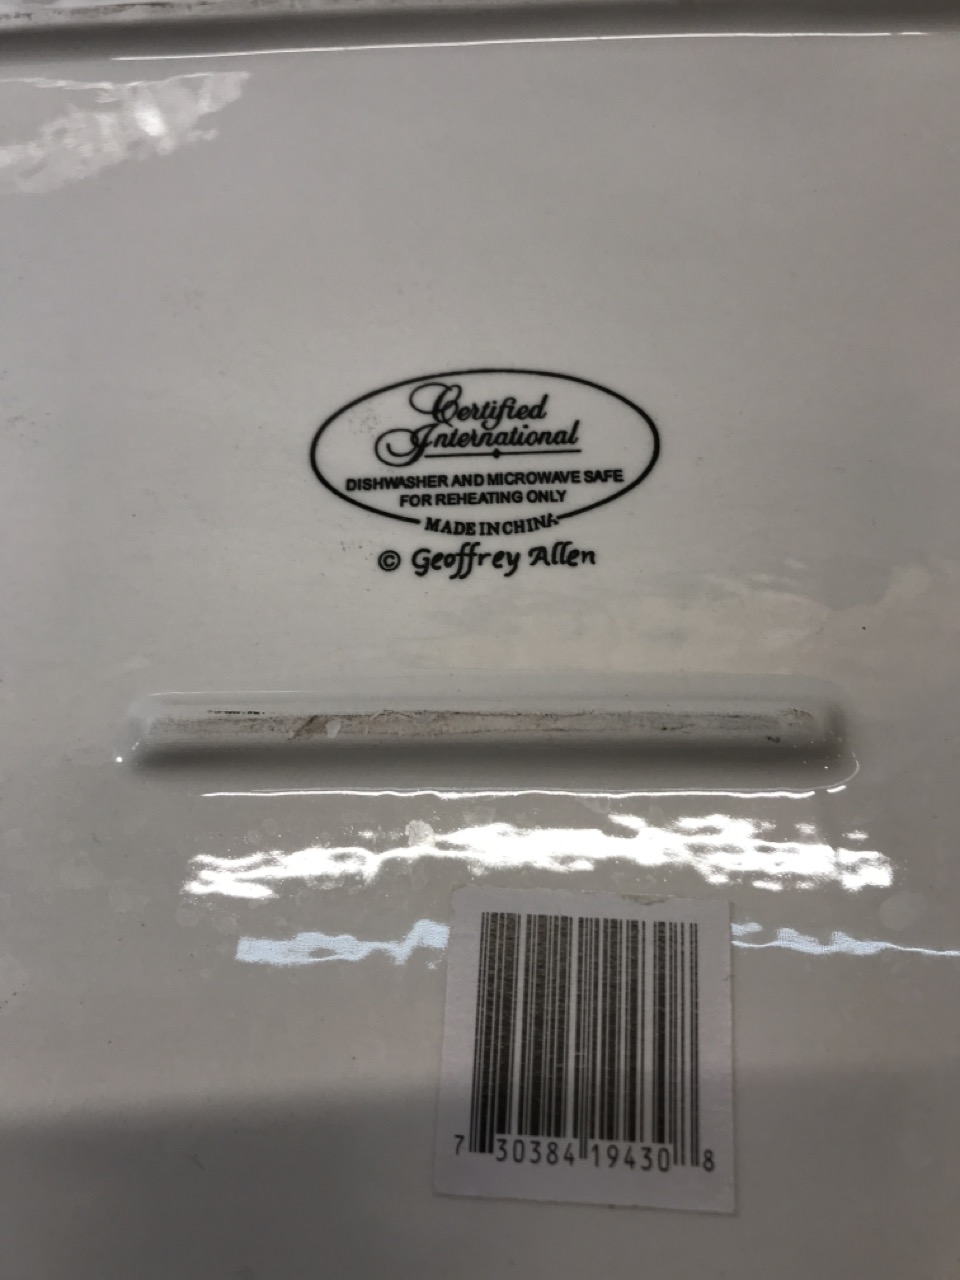 Certified
International
DISHWASHER AND MICROWAVE SAFE
FOR REHEATING ONLY
MADE IN CHINA
© Geoffrey Allen
7 30384 19430 8